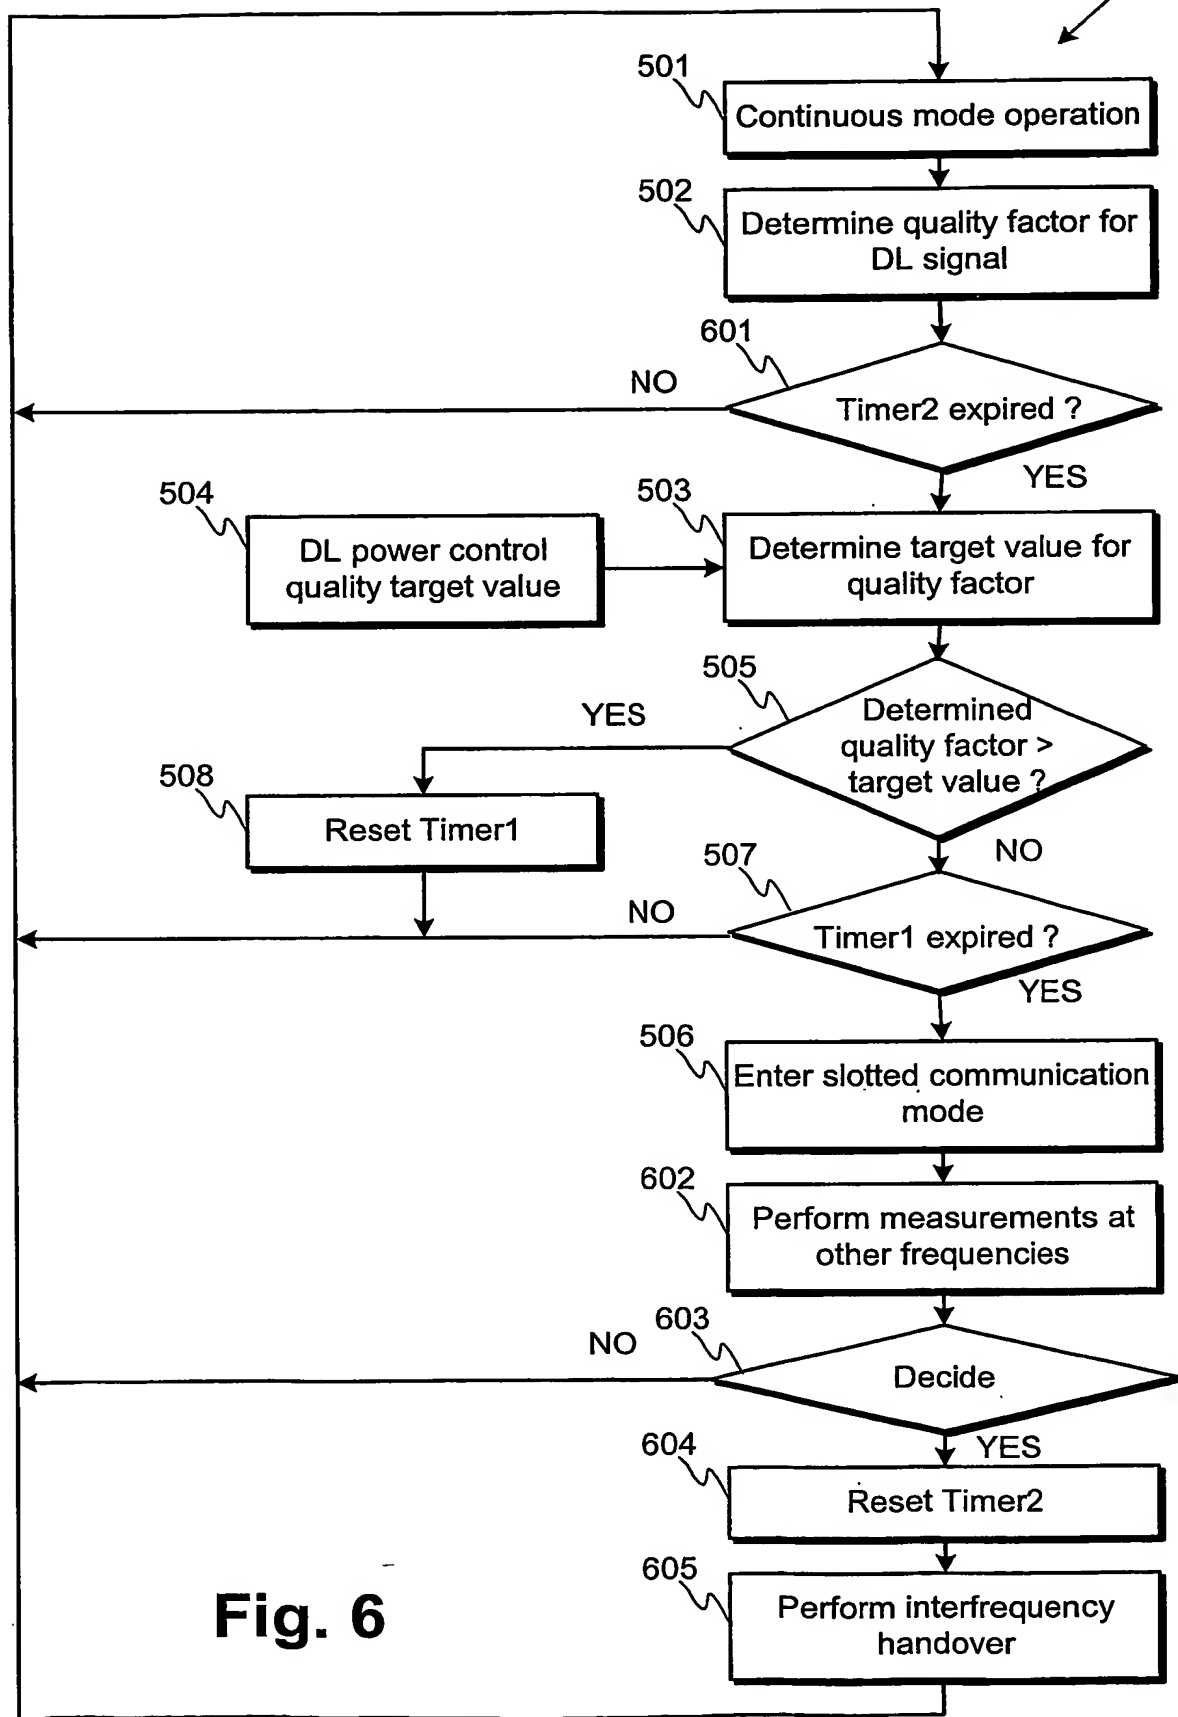 501
Continuous mode operation
502
Determine quality factor for
DL signal
601
NO
Timer2 expired ?
YES
504
503
DL power control
quality target value
Determine target value for
quality factor
505
YES
Determined
quality factor >
target value ?
508
Reset Timer1
NO
507
NO
Timer1 expired ?
YES
506
Enter slotted communication
mode
602
Perform measurements at
other frequencies
603
NO
Decide
YES
604
Reset Timer2
605
Perform interfrequency
handover
Fig. 6